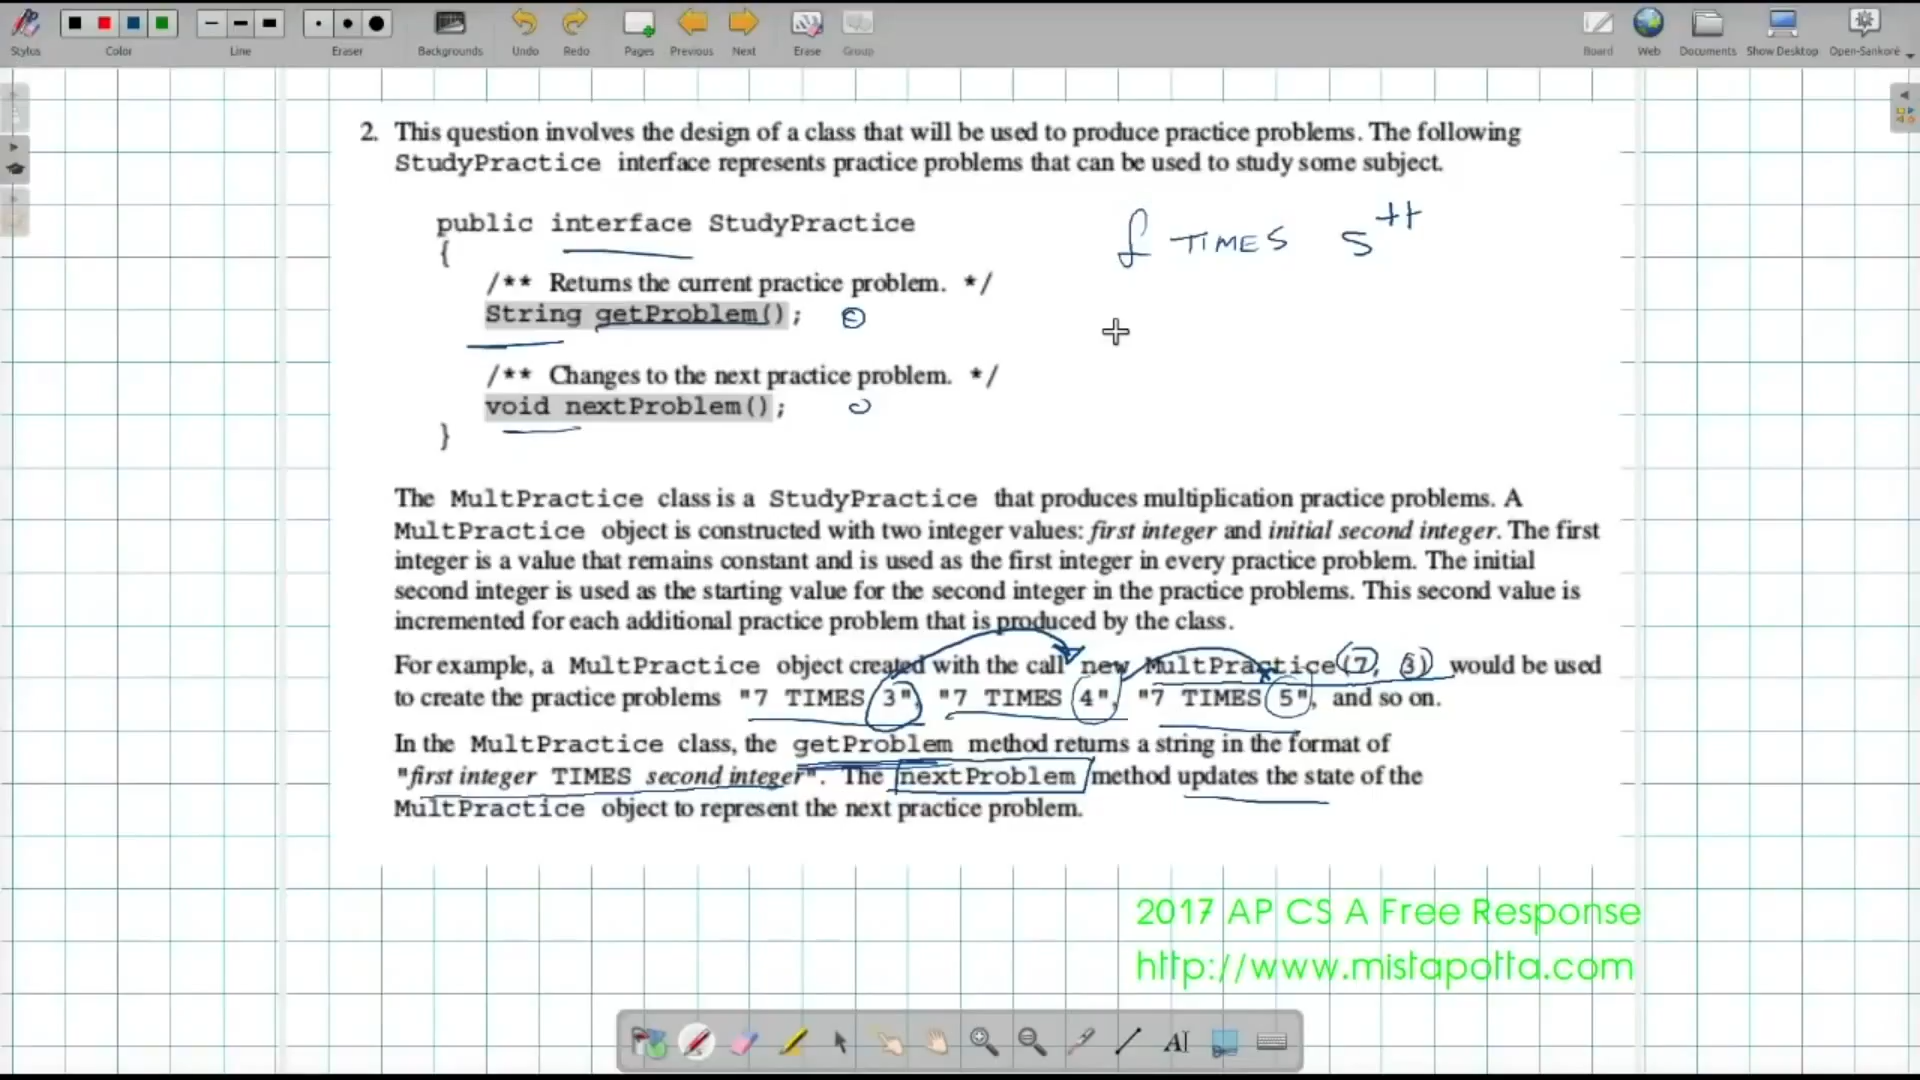 Stylus Color Line Eraser Backgrounds Undo Redo Pages Previous Next Erase Group Board Web Documents Show Desktop Open-Sankoré
2. This question involves the design of a class that will be used to produce practice problems. The following
StudyPractice interface represents practice problems that can be used to study some subject.
public interface StudyPractice
f TIMES S++
{
/** Returns the current practice problem. */
String getProblem();
/** Changes to the next practice problem. */
void nextProblem();
}
The MultPractice class is a StudyPractice that produces multiplication practice problems. A
MultPractice object is constructed with two integer values: first integer and initial second integer. The first
integer is a value that remains constant and is used as the first integer in every practice problem. The initial
second integer is used as the starting value for the second integer in the practice problems. This second value is
incremented for each additional practice problem that is produced by the class.
For example, a MultPractice object created with the call new MultPractice(7, 3) would be used
to create the practice problems "7 TIMES 3", "7 TIMES 4", "7 TIMES 5", and so on.
In the MultPractice class, the getProblem method returns a string in the format of
"first integer TIMES second integer". The nextProblem method updates the state of the
MultPractice object to represent the next practice problem.
2017 AP CS A Free Response
http://www.mistapotta.com